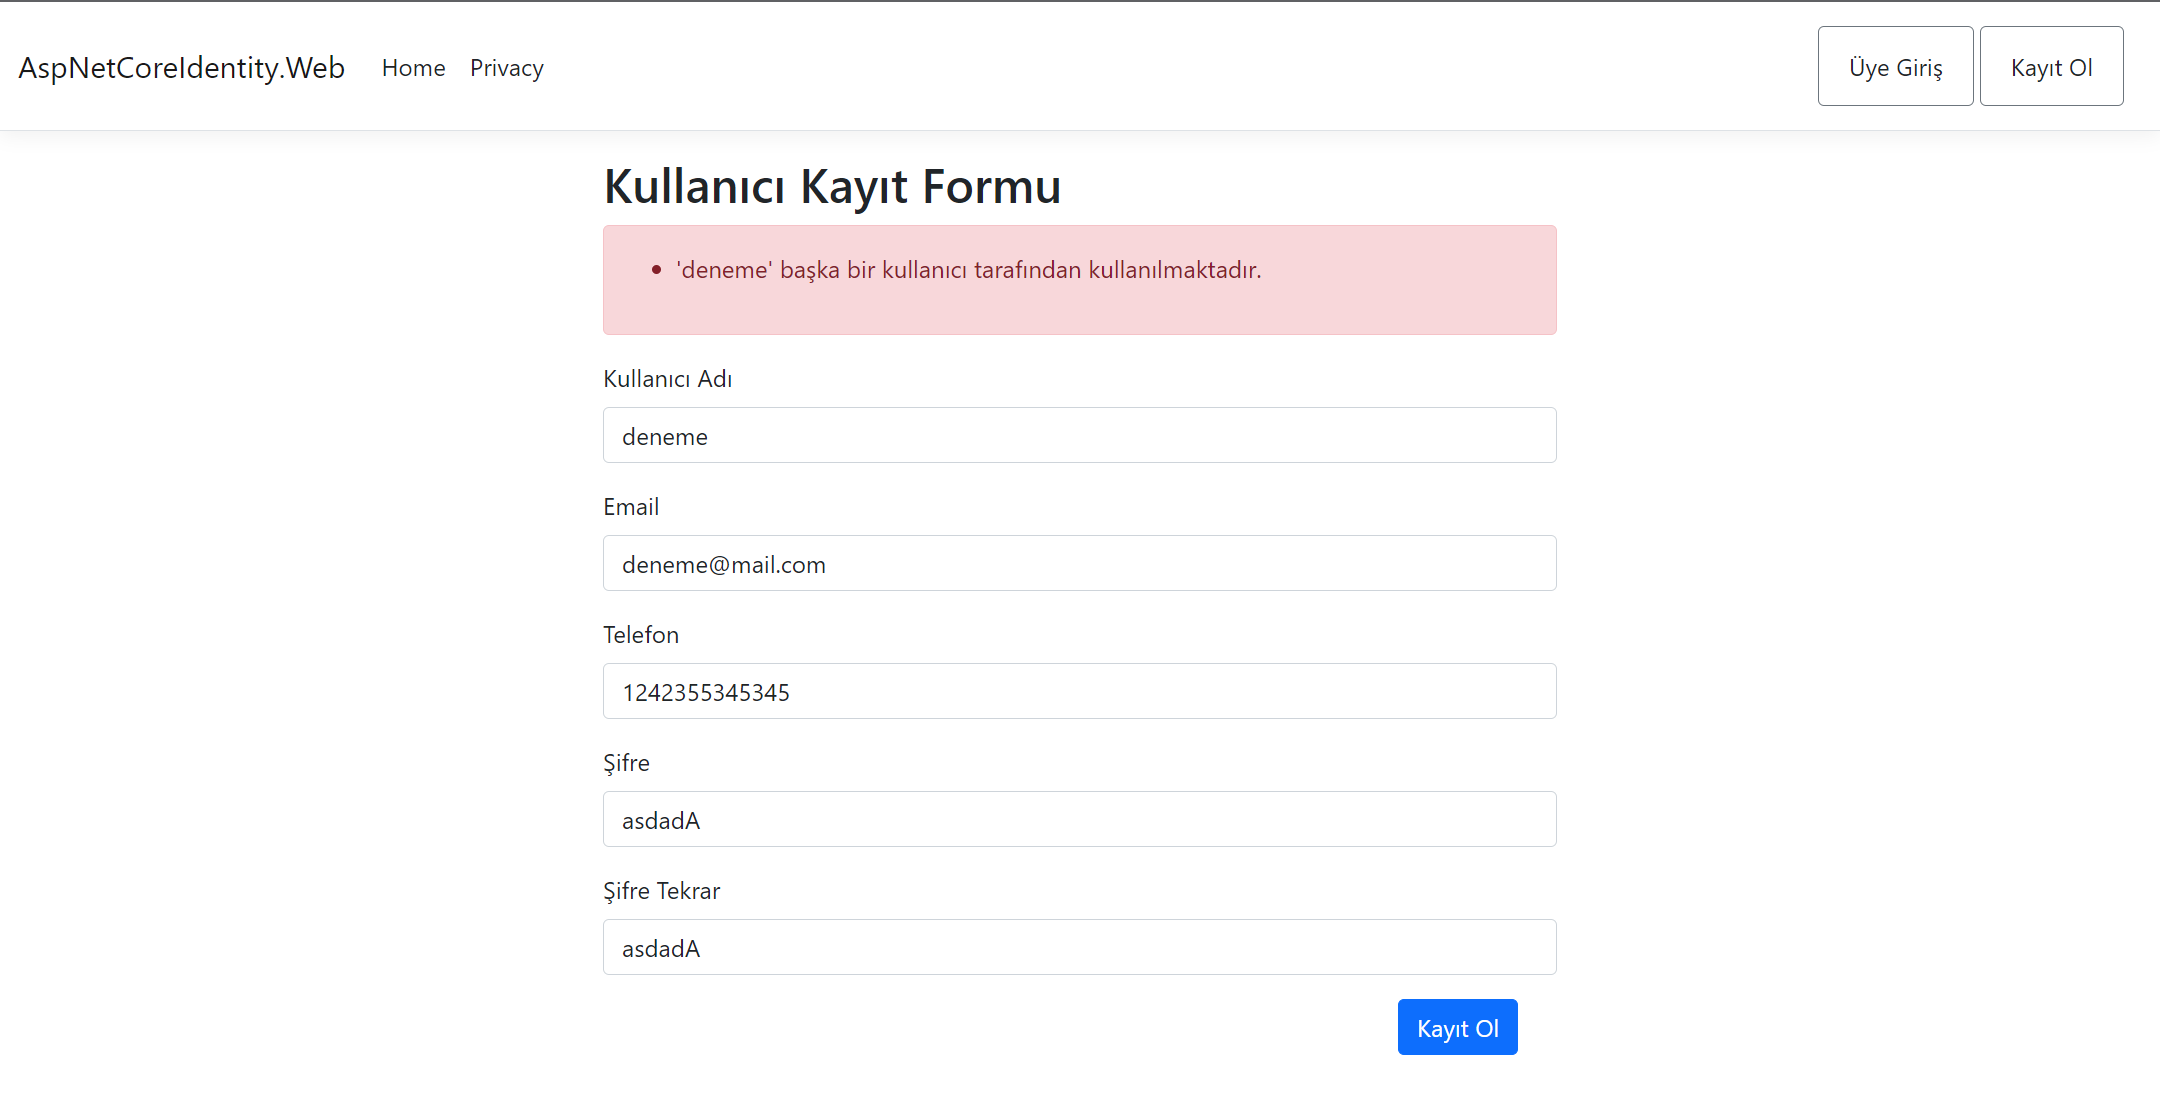 AspNetCoreIdentity.Web Home Privacy Üye Giriş Kayıt Ol
Kullanıcı Kayıt Formu
• 'deneme' başka bir kullanıcı tarafından kullanılmaktadır.
Kullanıcı Adı
deneme
Email
deneme@mail.com
Telefon
1242355345345
Şifre
asdadA
Şifre Tekrar
asdadA
Kayıt Ol